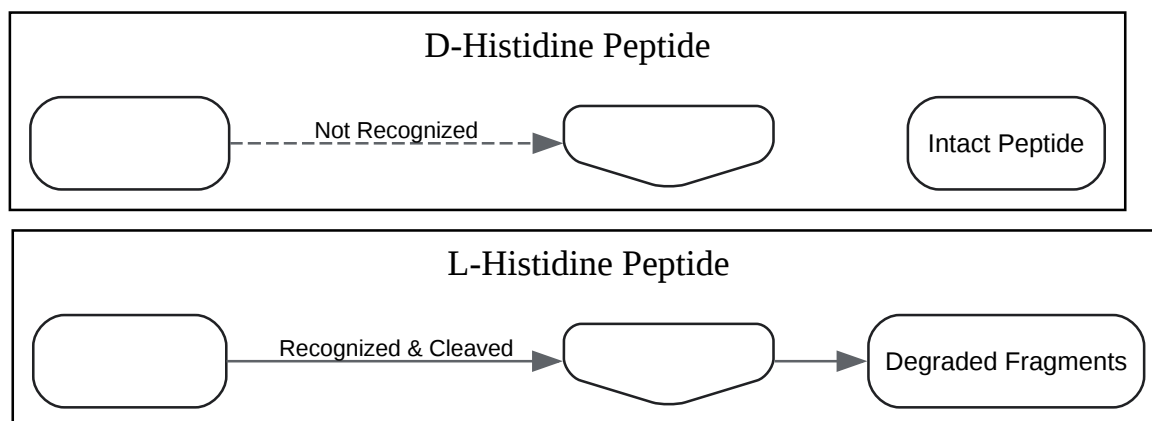 D-Histidine Peptide
Not Recognized
Intact Peptide
L-Histidine Peptide
Recognized & Cleaved
Degraded Fragments